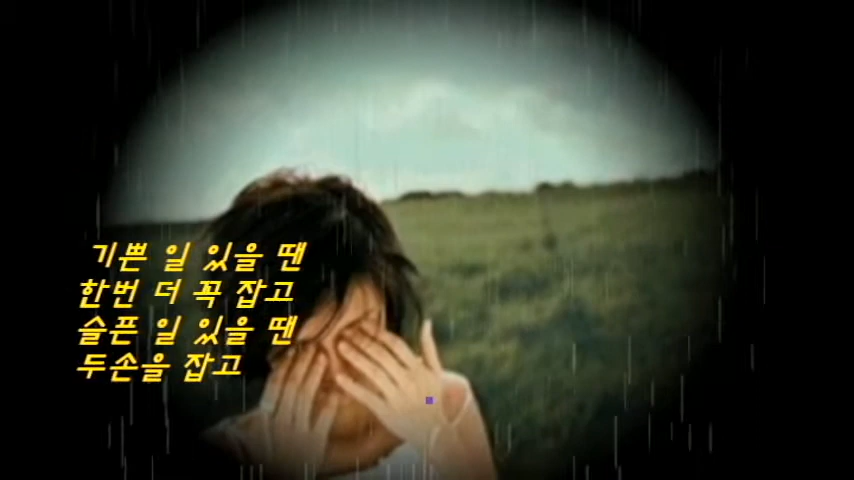 기쁜 일 있을 땐
한번 더 꼭 잡고
슬픈 일 있을 땐
두손을 잡고